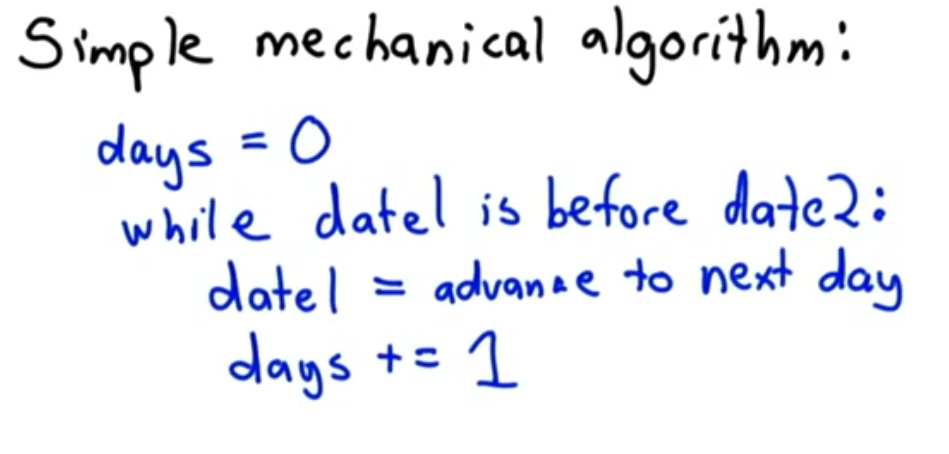 Simple mechanical algorithm:
days = 0
while date1 is before date2:
date1 = advance to next day
days += 1